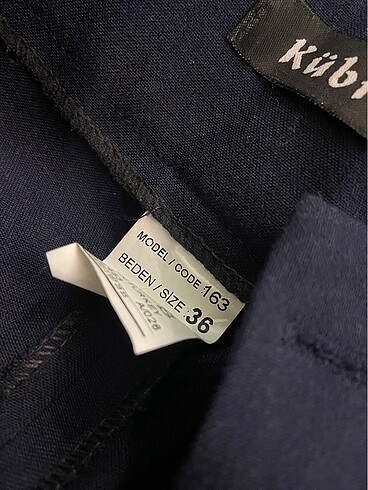 Kübr
MODEL / CODE 163
BEDEN / SIZE 36